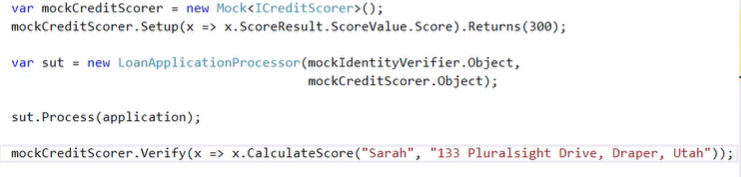 var mockCreditScorer = new Mock<ICreditScorer>();
mockCreditScorer.Setup(x => x.ScoreResult.ScoreValue.Score).Returns(300);
var sut = new LoanApplicationProcessor(mockIdentityVerifier.Object,
mockCreditScorer.Object);
sut.Process(application);
mockCreditScorer.Verify(x => x.CalculateScore("Sarah", "133 Pluralsight Drive, Draper, Utah"));